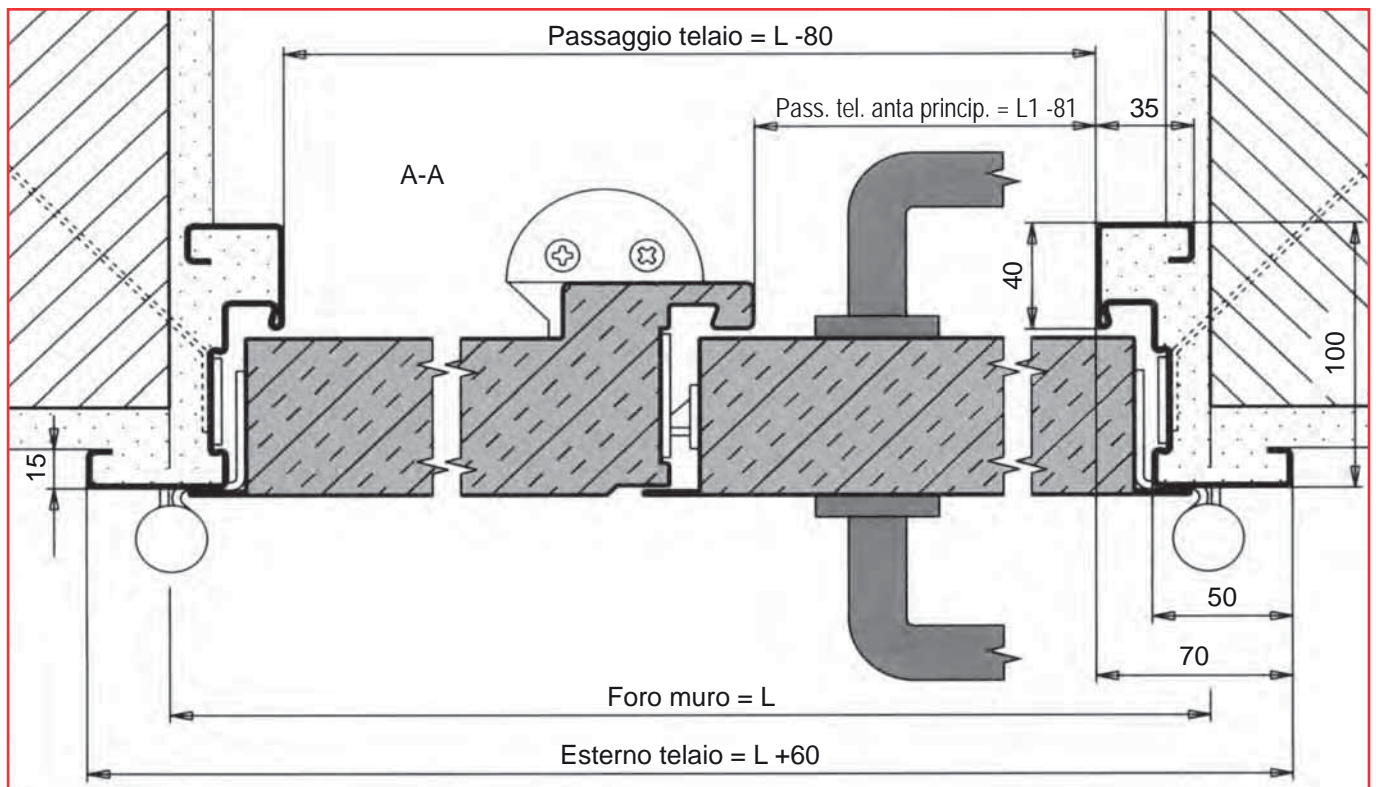 Passaggio telaio = L -80
Pass. tel. anta princip. = L1 -81
35
A-A
40
100
15
50
70
Foro muro = L
Esterno telaio = L +60